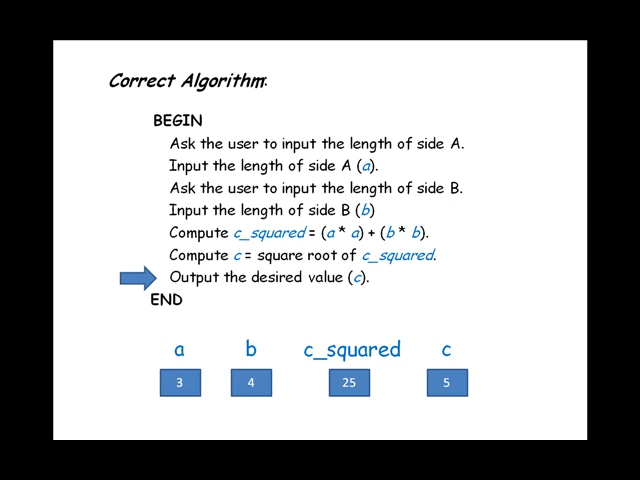 Correct Algorithm:
BEGIN
Ask the user to input the length of side A.
Input the length of side A (a).
Ask the user to input the length of side B.
Input the length of side B (b)
Compute c_squared = (a * a) + (b * b).
Compute c = square root of c_squared.
Output the desired value (c).
END
a b c_squared c
3 4 25 5